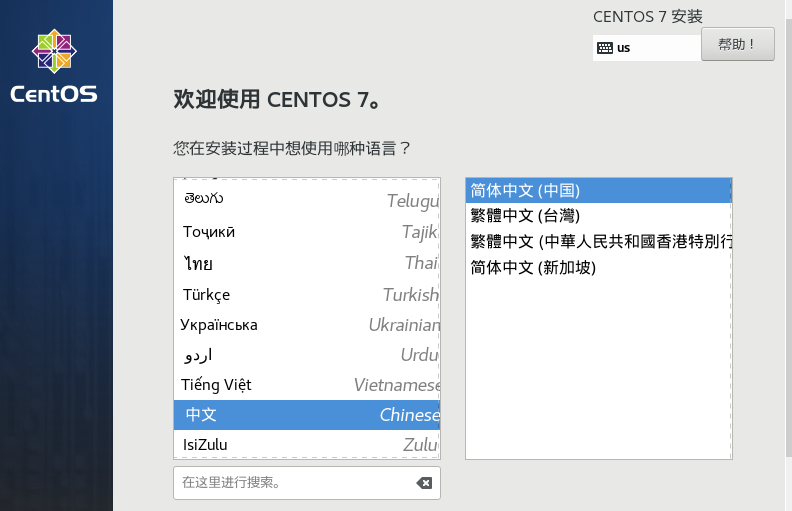 CentOS
CENTOS 7 安装
us
帮助！
欢迎使用 CENTOS 7。
您在安装过程中想使用哪种语言？
తెలుగు Telugu
Тоҷикӣ Tajik
ไทย Thai
Türkçe Turkish
Українська Ukrainian
اردو Urdu
Tiếng Việt Vietnamese
中文 Chinese
IsiZulu Zulu
在这里进行搜索。
简体中文 (中国)
繁體中文 (台灣)
繁體中文 (中華人民共和國香港特別行
简体中文 (新加坡)